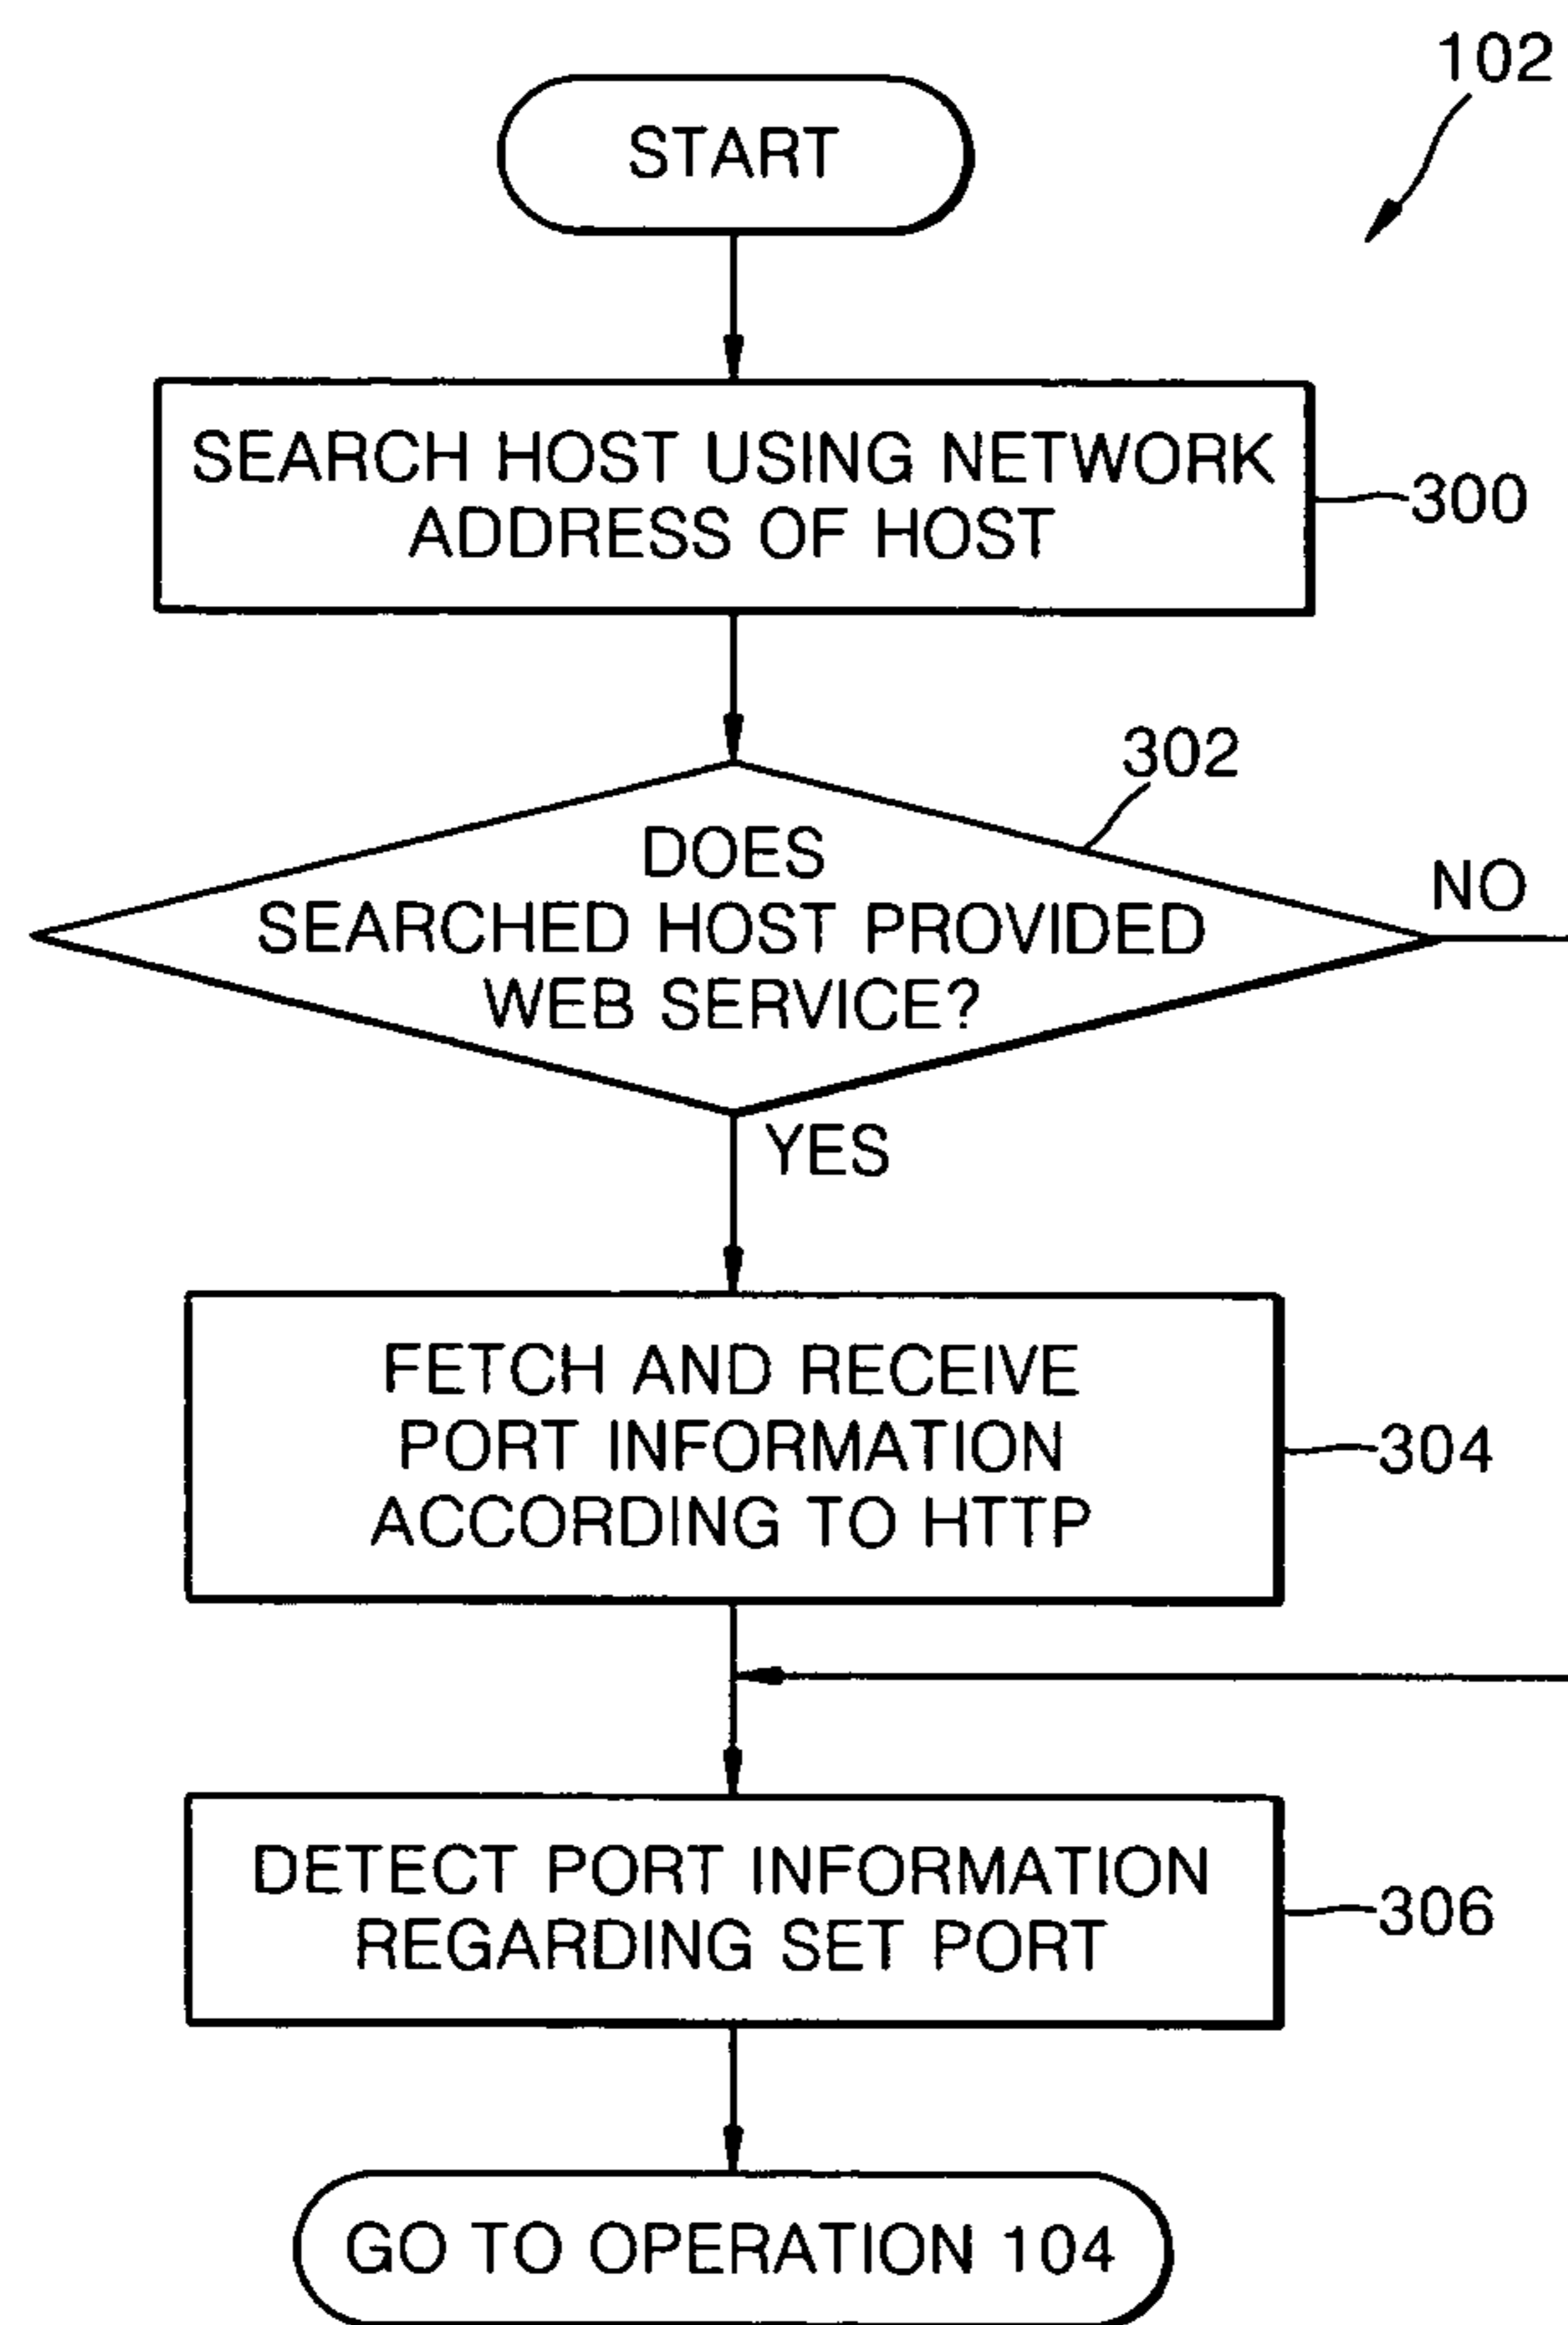 102
START
SEARCH HOST USING NETWORK
ADDRESS OF HOST
300
302
DOES
SEARCHED HOST PROVIDED
WEB SERVICE?
NO
YES
FETCH AND RECEIVE
PORT INFORMATION
ACCORDING TO HTTP
304
DETECT PORT INFORMATION
REGARDING SET PORT
306
GO TO OPERATION 104